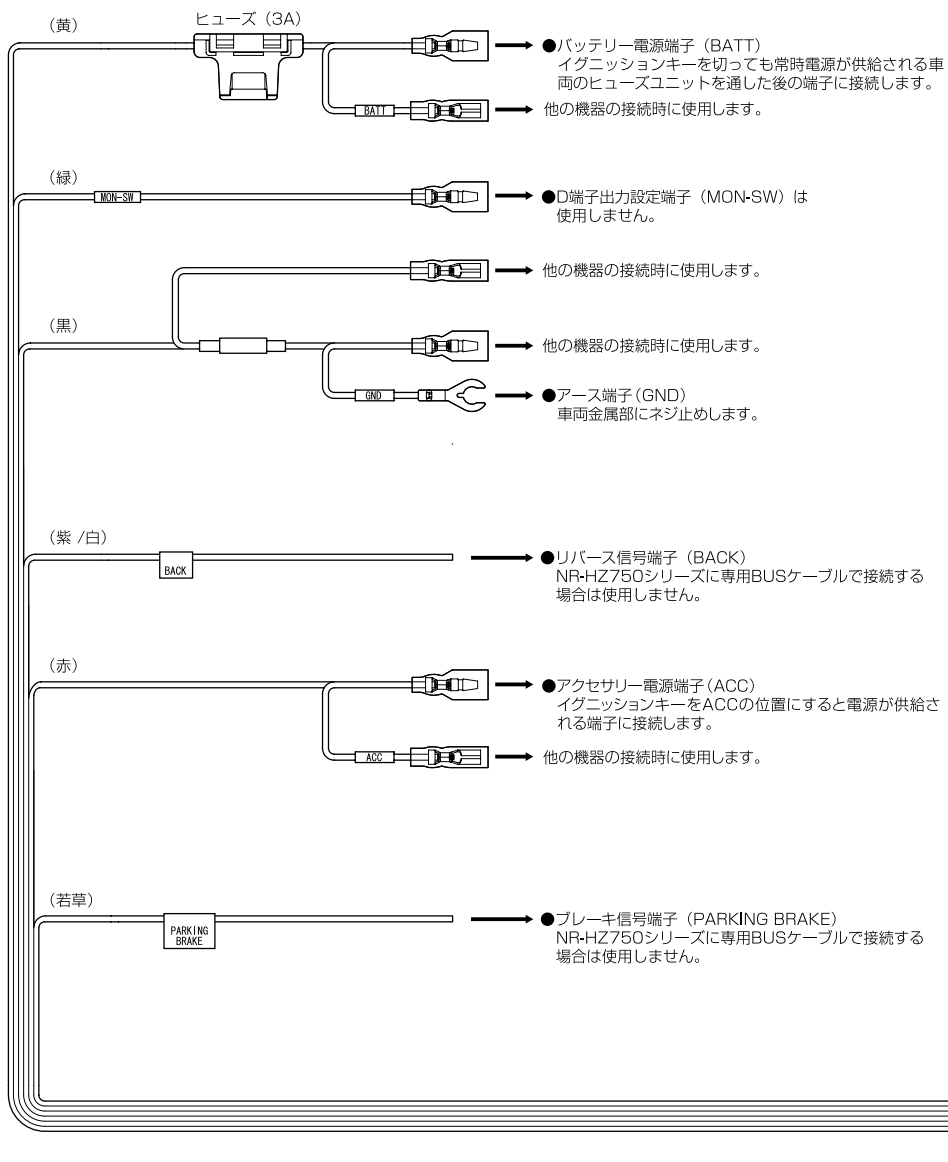 （黄）
ヒューズ（3A）
●バッテリー電源端子（BATT）
イグニッションキーを切っても常時電源が供給される車
両のヒューズユニットを通した後の端子に接続します。
BATT
他の機器の接続時に使用します。
（緑）
MON-SW
●D端子出力設定端子（MON-SW）は
使用しません。
他の機器の接続時に使用します。
（黒）
他の機器の接続時に使用します。
GND
●アース端子（GND）
車両金属部にネジ止めします。
（紫 /白）
BACK
●リバース信号端子（BACK）
NR-HZ750シリーズに専用BUSケーブルで接続する
場合は使用しません。
（赤）
●アクセサリー電源端子（ACC）
イグニッションキーをACCの位置にすると電源が供給さ
れる端子に接続します。
ACC
他の機器の接続時に使用します。
（若草）
PARKING
BRAKE
●ブレーキ信号端子（PARKING BRAKE）
NR-HZ750シリーズに専用BUSケーブルで接続する
場合は使用しません。